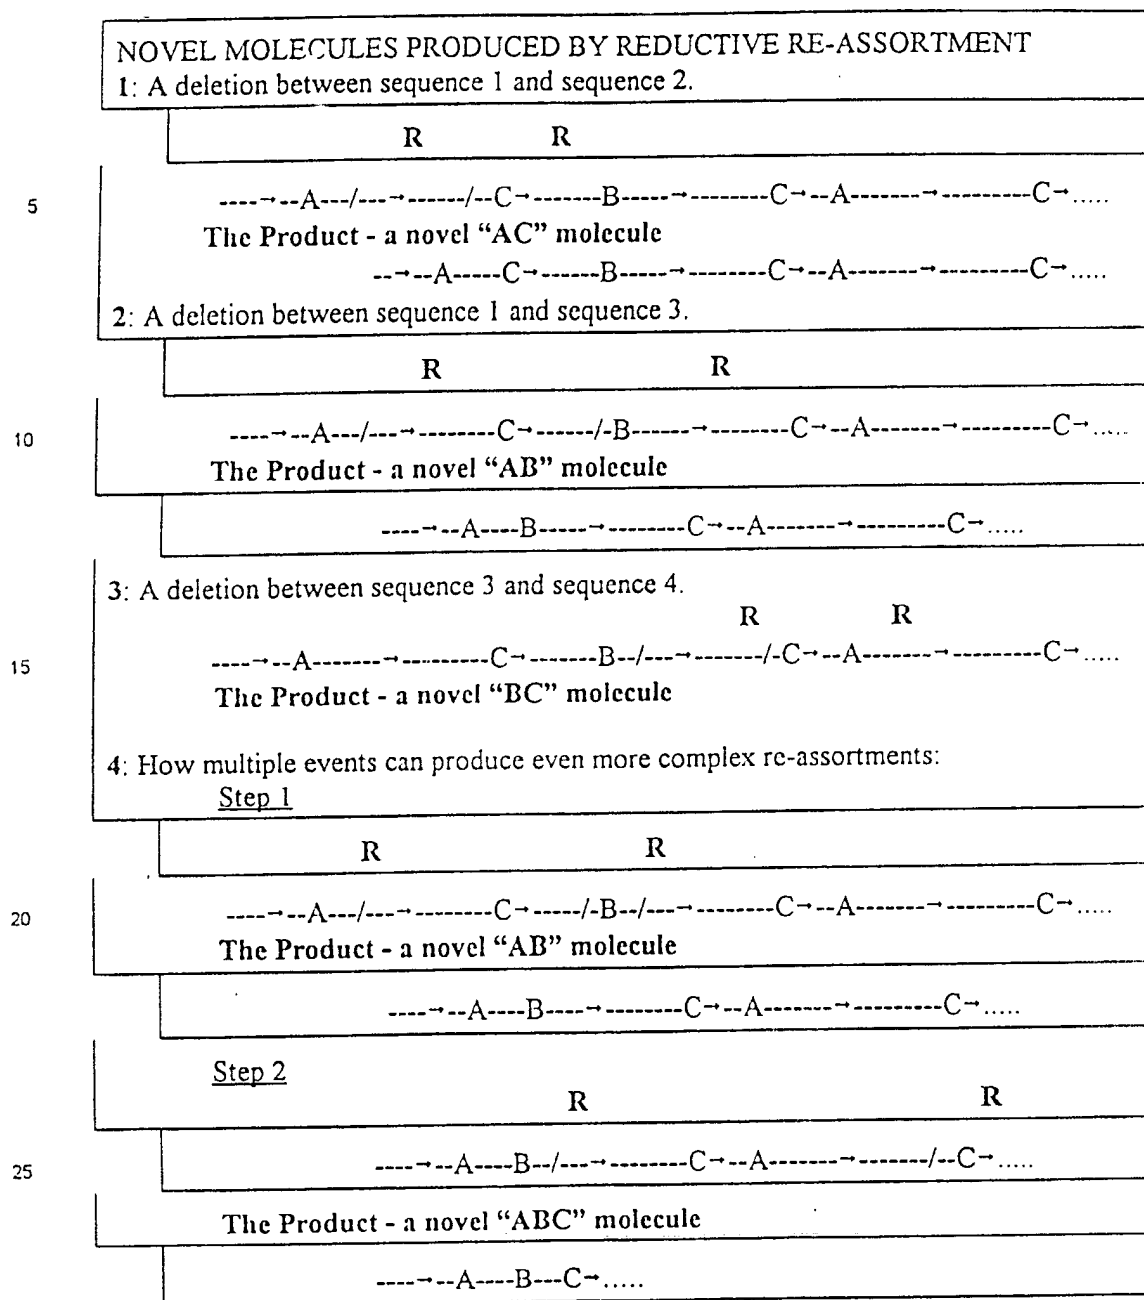 NOVEL MOLECULES PRODUCED BY REDUCTIVE RE-ASSORTMENT
1: A deletion between sequence 1 and sequence 2.
R R
5 ----→--A---/---→------/--C→-------B-----→--------C→--A-------→---------C→.....
The Product - a novel "AC" molecule
--→--A-----C→------B-----→--------C→--A-------→---------C→.....
2: A deletion between sequence 1 and sequence 3.
R R
10 ----→--A---/---→--------C→------/-B------→--------C→--A-------→---------C→.....
The Product - a novel "AB" molecule
----→--A----B-----→--------C→--A-------→---------C→.....
3: A deletion between sequence 3 and sequence 4.
R R
15 ----→--A-------→---------C→-------B--/---→-------/-C→--A-------→---------C→.....
The Product - a novel "BC" molecule
4: How multiple events can produce even more complex re-assortments:
Step 1
R R
20 ----→--A---/---→--------C→-----/-B--/---→--------C→--A-------→---------C→.....
The Product - a novel "AB" molecule
----→--A----B----→--------C→--A-------→---------C→.....
Step 2
R R
25 ----→--A----B--/---→--------C→--A-------→-------/--C→.....
The Product - a novel "ABC" molecule
----→--A----B---C→.....